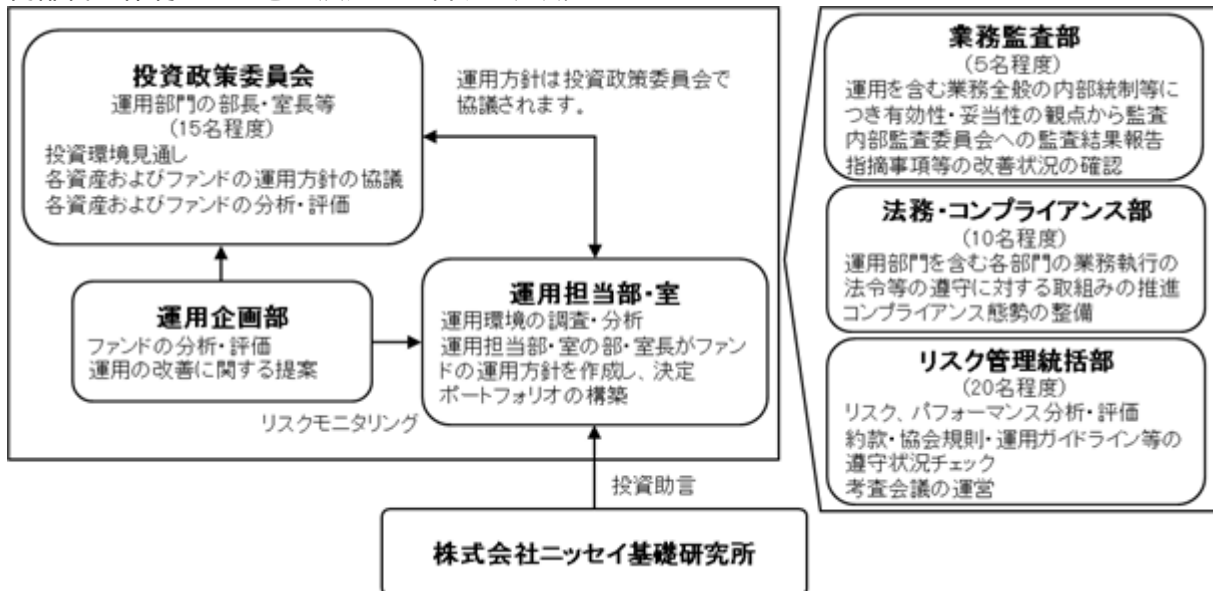 投資政策委員会
運用部門の部長・室長等
(15名程度)
投資環境見通し
各資産およびファンドの運用方針の協議
各資産およびファンドの分析・評価
運用方針は投資政策委員会で
協議されます。
運用企画部
ファンドの分析・評価
運用の改善に関する提案
リスクモニタリング
運用担当部・室
運用環境の調査・分析
運用担当部・室の部・室長がファン
ドの運用方針を作成し、決定
ポートフォリオの構築
投資助言
株式会社ニッセイ基礎研究所
業務監査部
(5名程度)
運用を含む業務全般の内部統制等に
つき有効性・妥当性の観点から監査
内部監査委員会への監査結果報告
指摘事項等の改善状況の確認
法務・コンプライアンス部
(10名程度)
運用部門を含む各部門の業務執行の
法令等の遵守に対する取組みの推進
コンプライアンス態勢の整備
リスク管理統括部
(20名程度)
リスク、パフォーマンス分析・評価
約款・協会規則・運用ガイドライン等の
遵守状況チェック
考査会議の運営